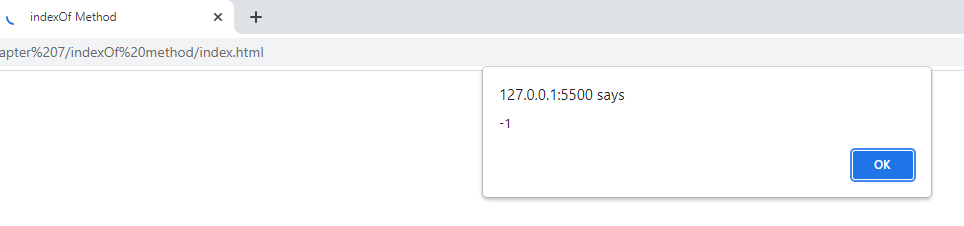 indexOf Method
apter%207/indexOf%20method/index.html
127.0.0.1:5500 says
-1
OK